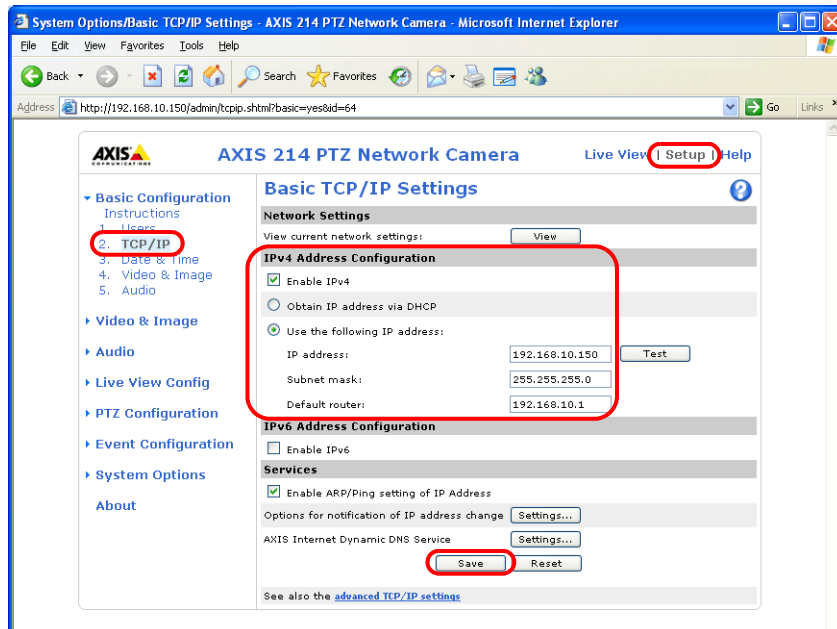 System Options/Basic TCP/IP Settings - AXIS 214 PTZ Network Camera - Microsoft Internet Explorer
File Edit View Favorites Tools Help
Back Search Favorites
Address http://192.168.10.150/admin/tcpip.shtml?basic=yes&id=64 Go Links »
AXIS COMMUNICATIONS
AXIS 214 PTZ Network Camera
Live View | Setup | Help
Basic Configuration
Instructions
1. Users
2. TCP/IP
3. Date & Time
4. Video & Image
5. Audio
Video & Image
Audio
Live View Config
PTZ Configuration
Event Configuration
System Options
About
Basic TCP/IP Settings ?
Network Settings
View current network settings: View
IPv4 Address Configuration
Enable IPv4
Obtain IP address via DHCP
Use the following IP address:
IP address: 192.168.10.150 Test
Subnet mask: 255.255.255.0
Default router: 192.168.10.1
IPv6 Address Configuration
Enable IPv6
Services
Enable ARP/Ping setting of IP Address
Options for notification of IP address change Settings...
AXIS Internet Dynamic DNS Service Settings...
Save Reset
See also the advanced TCP/IP settings